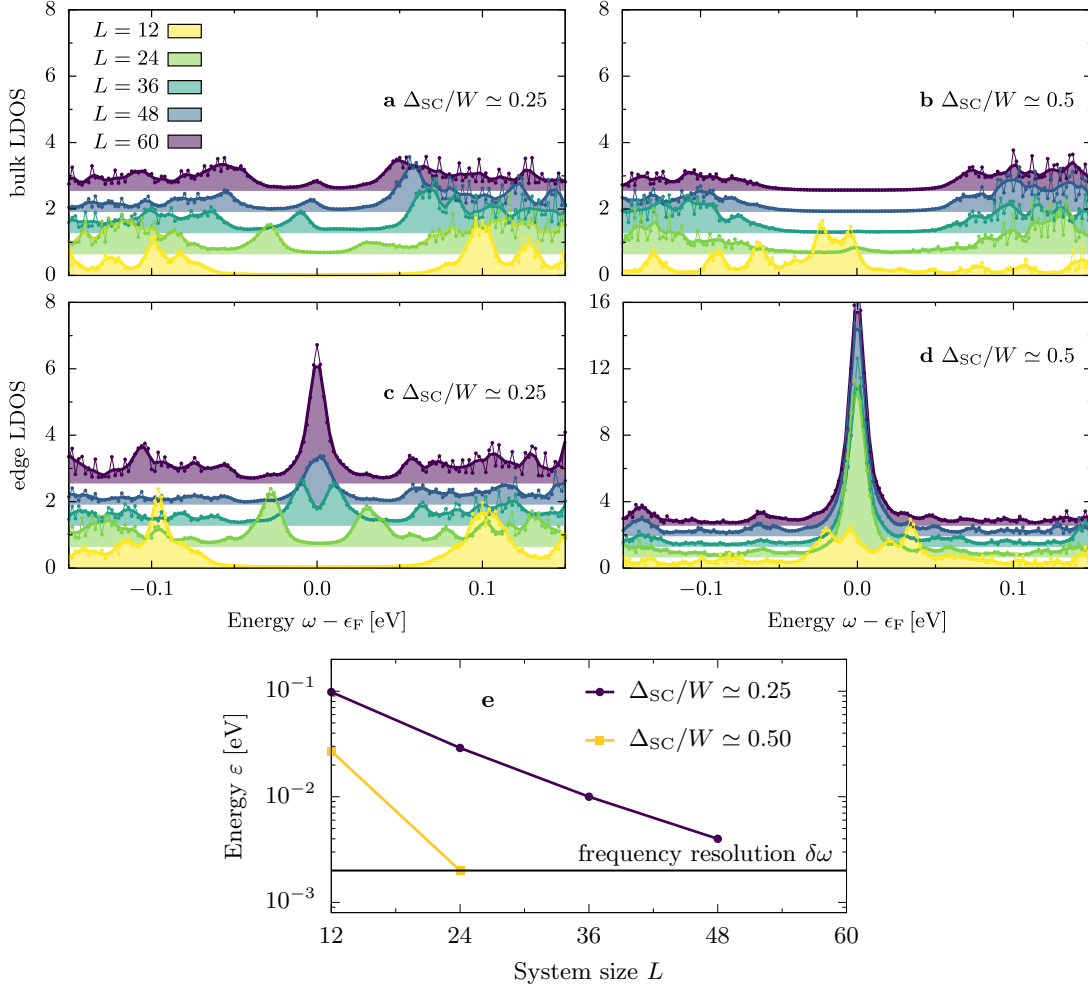 8
6
4
2
0
bulk LDOS
L = 12
L = 24
L = 36
L = 48
L = 60
a Δ_SC/W ≃ 0.25
8
6
4
2
0
b Δ_SC/W ≃ 0.5
6
4
2
0
edge LDOS
c Δ_SC/W ≃ 0.25
−0.1 0.0 0.1
Energy ω − ϵ_F [eV]
16
12
8
4
0
d Δ_SC/W ≃ 0.5
−0.1 0.0 0.1
Energy ω − ϵ_F [eV]
10^−1
10^−2
10^−3
Energy ε [eV]
e
Δ_SC/W ≃ 0.25
Δ_SC/W ≃ 0.50
frequency resolution δω
12 24 36 48 60
System size L